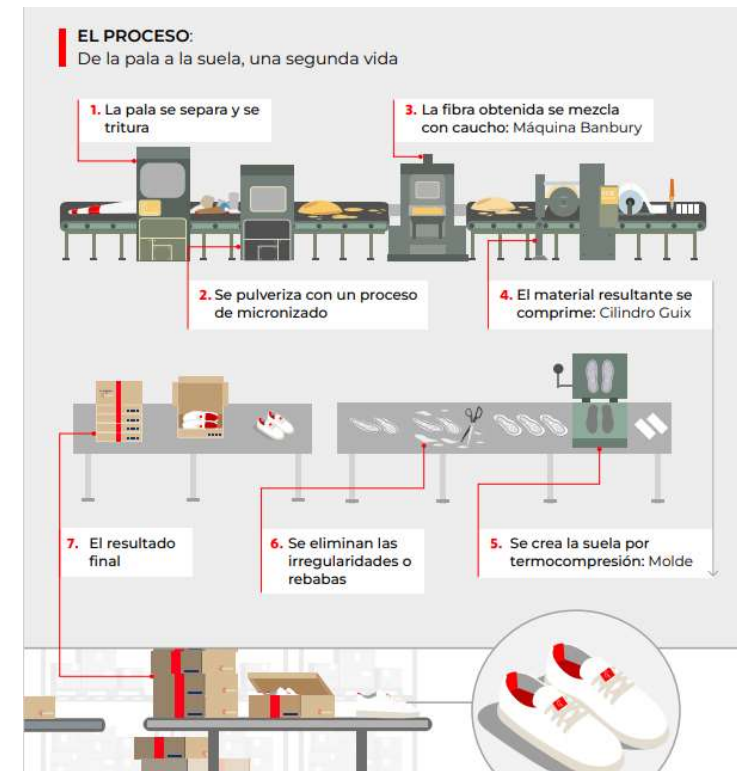 EL PROCESO:
De la pala a la suela, una segunda vida
1. La pala se separa y se
tritura
3. La fibra obtenida se mezcla
con caucho: Máquina Banbury
2. Se pulveriza con un proceso
de micronizado
4. El material resultante se
comprime: Cilindro Guix
7. El resultado
final
6. Se eliminan las
irregularidades o
rebabas
5. Se crea la suela por
termocompresión: Molde